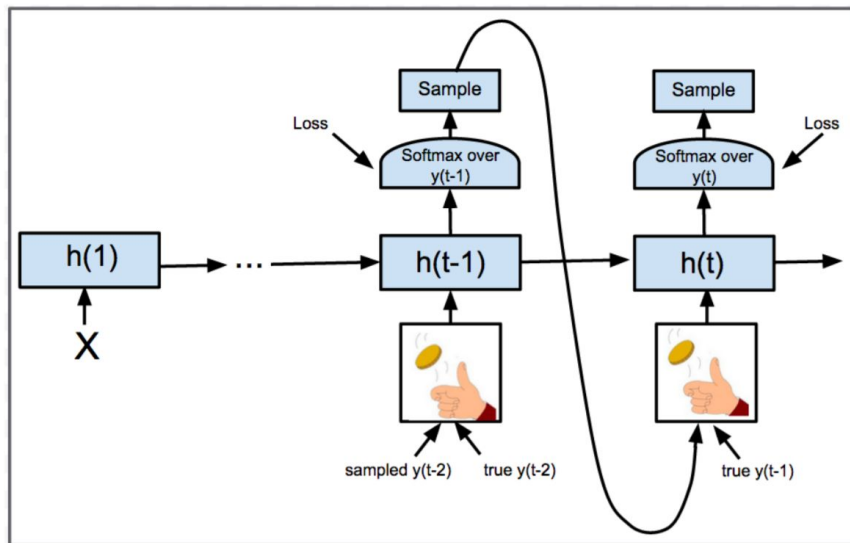 Sample
Sample
Loss
Loss
Softmax over
y(t-1)
Softmax over
y(t)
h(1)
...
h(t-1)
h(t)
X
sampled y(t-2)
true y(t-2)
true y(t-1)